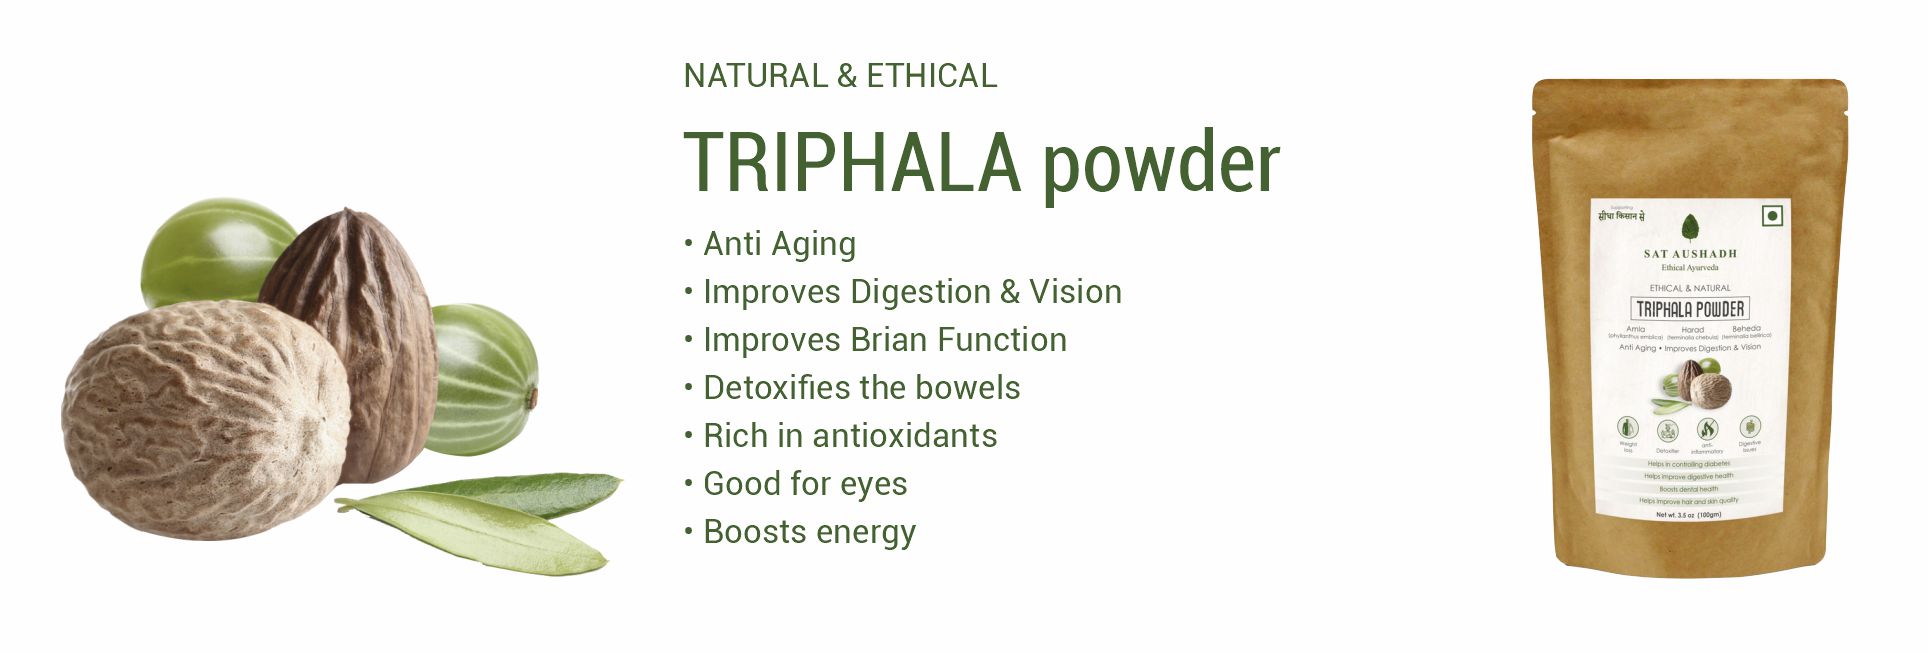 NATURAL & ETHICAL
TRIPHALA powder
• Anti Aging
• Improves Digestion & Vision
• Improves Brian Function
• Detoxifies the bowels
• Rich in antioxidants
• Good for eyes
• Boosts energy
Supporting
सीधा किसान से
SAT AUSHADH
Ethical Ayurveda
ETHICAL & NATURAL
TRIPHALA POWDER
Amla Harad Beheda
(phyllanthus emblica) (terminalia chebula) (terminalia bellirica)
Anti Aging • Improves Digestion & Vision
Weight loss
Detoxifier
anti-inflammatory
Digestive issues
Helps in controlling diabetes
Helps improve digestive health
Boosts dental health
Helps improve hair and skin quality
Net wt. 3.5 oz (100gm)